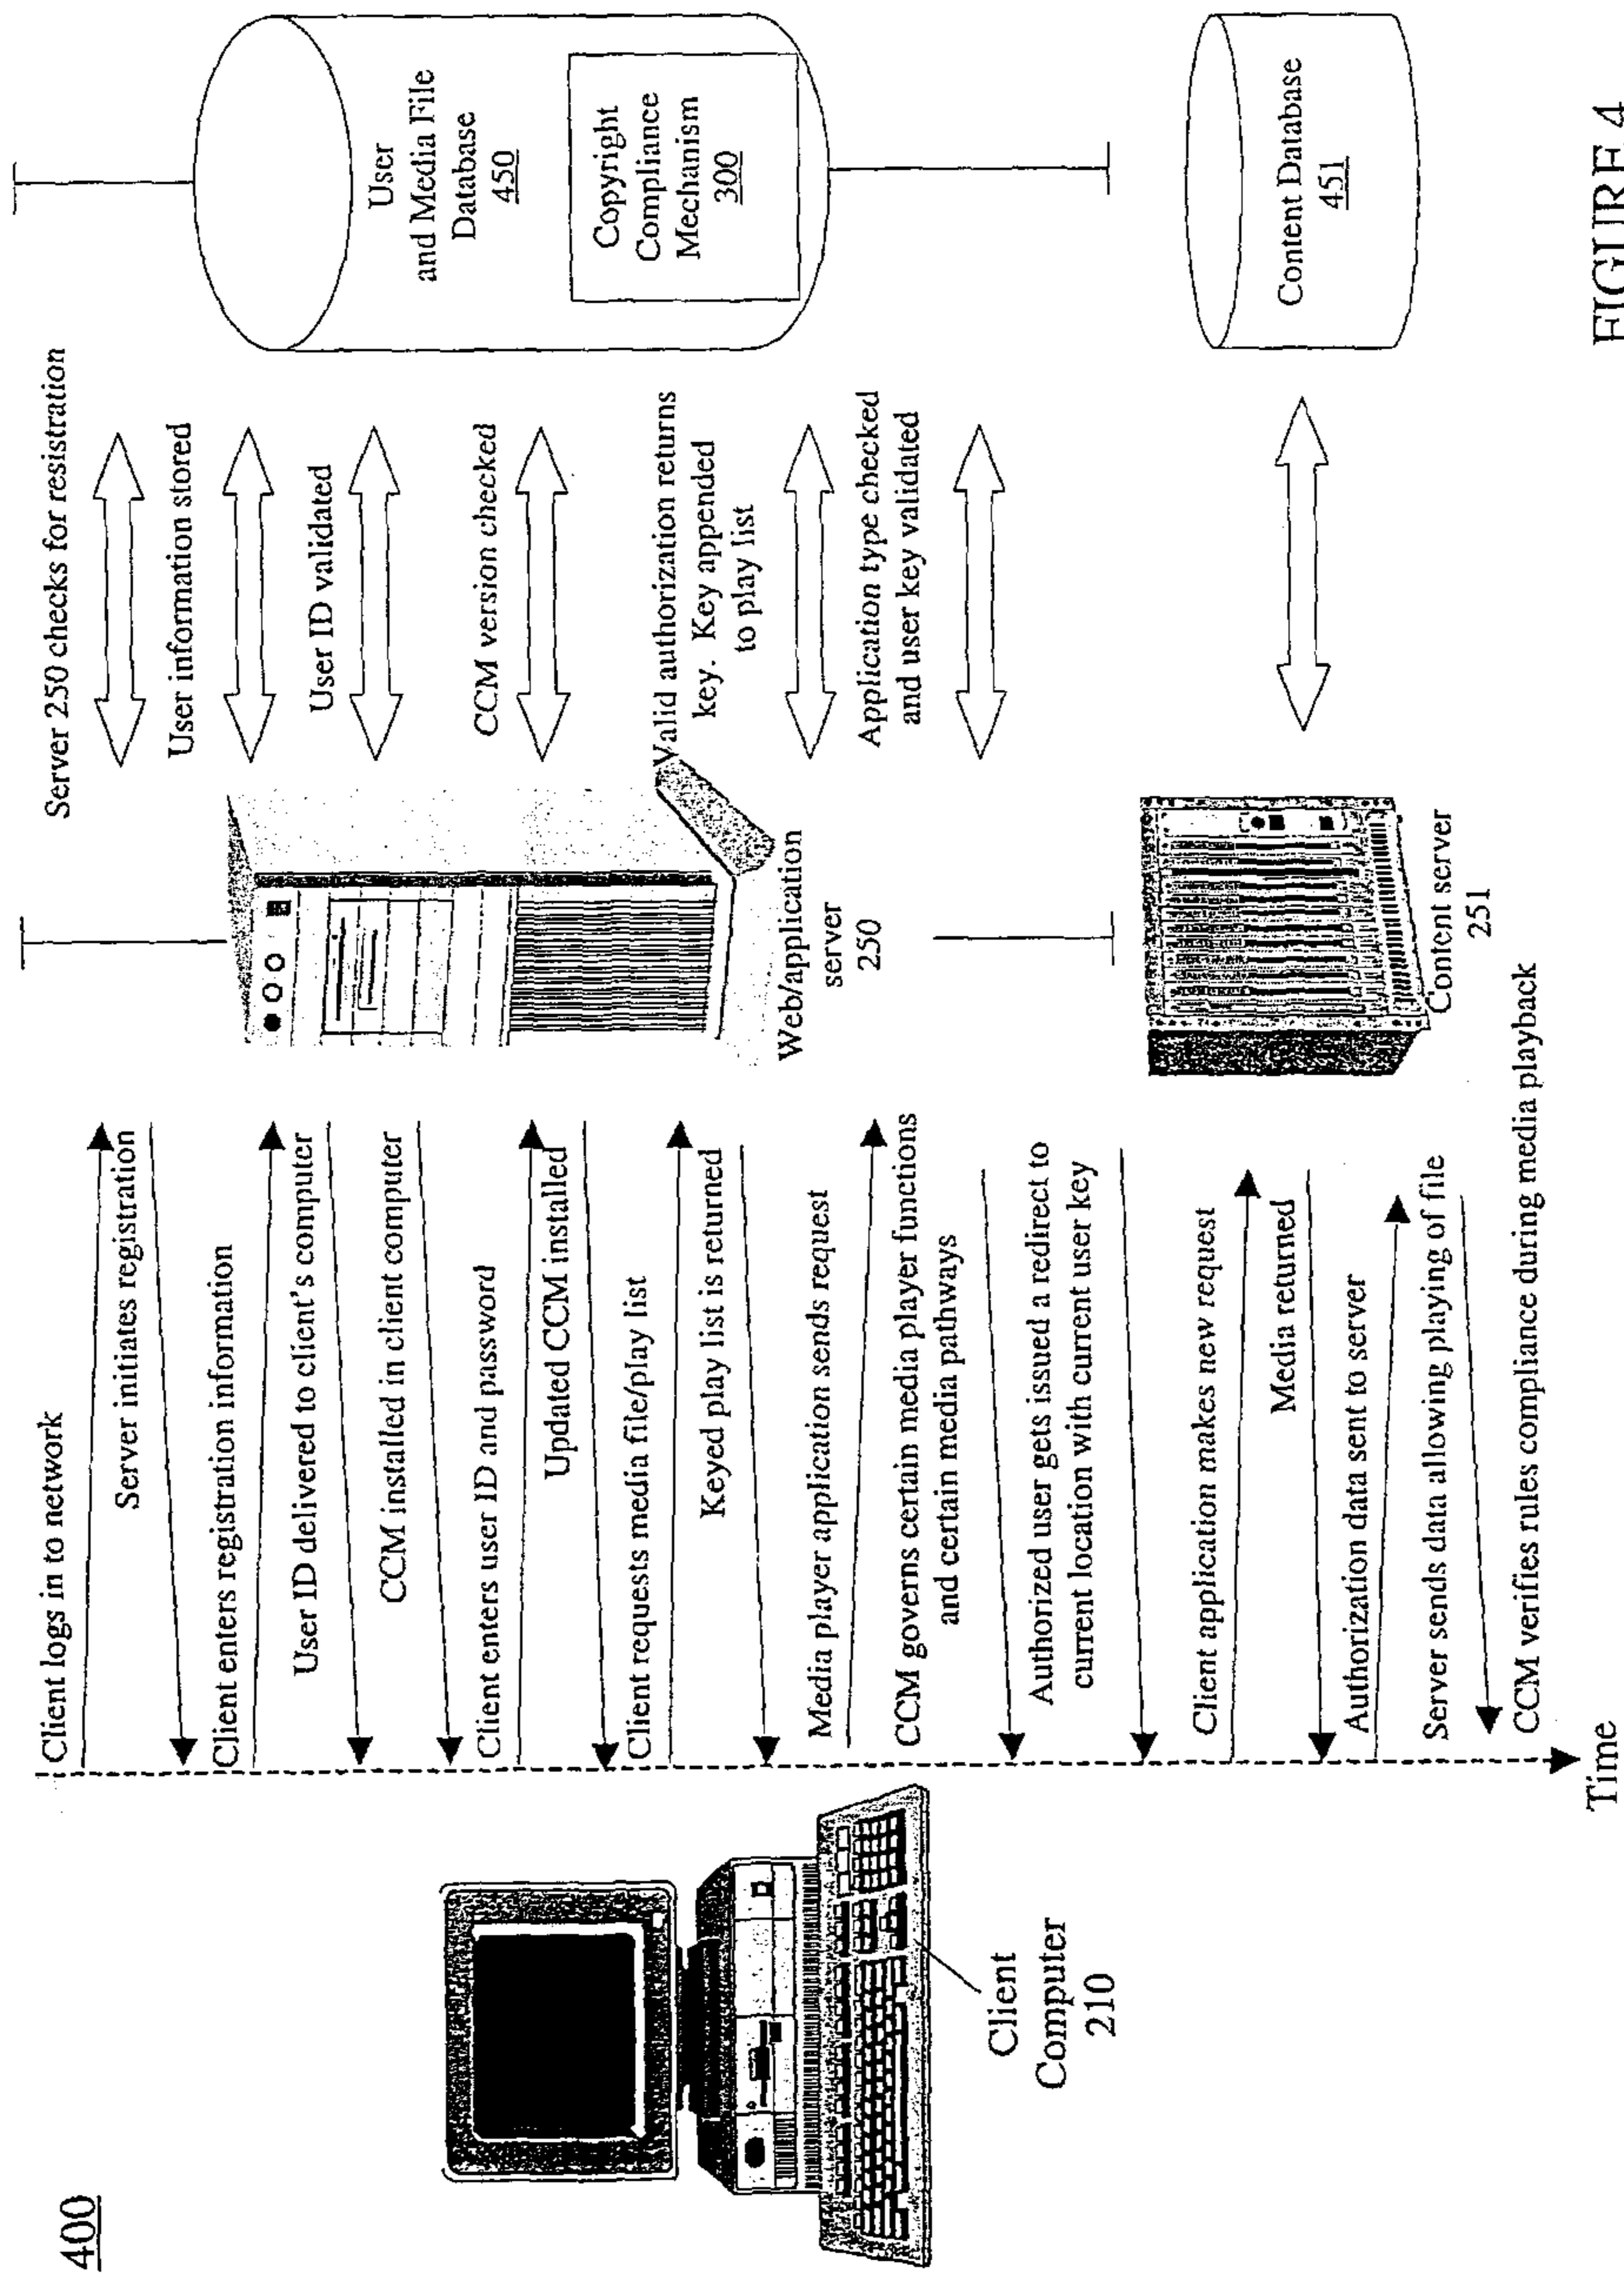 400
Client logs in to network
Server initiates registration
Client enters registration information
User ID delivered to client's computer
CCM installed in client computer
Client enters user ID and password
Updated CCM installed
Client requests media file/play list
Keyed play list is returned
Media player application sends request
CCM governs certain media player functions
and certain media pathways
Authorized user gets issued a redirect to
current location with current user key
Client application makes new request
Media returned
Authorization data sent to server
Server sends data allowing playing of file
CCM verifies rules compliance during media playback
Time
Client
Computer
210
Web/application
server
250
Content server
251
Server 250 checks for resistration
User information stored
User ID validated
CCM version checked
Valid authorization returns
key. Key appended
to play list
Application type checked
and user key validated
User
and Media File
Database
450
Copyright
Compliance
Mechanism
300
Content Database
451
FIGURE 4